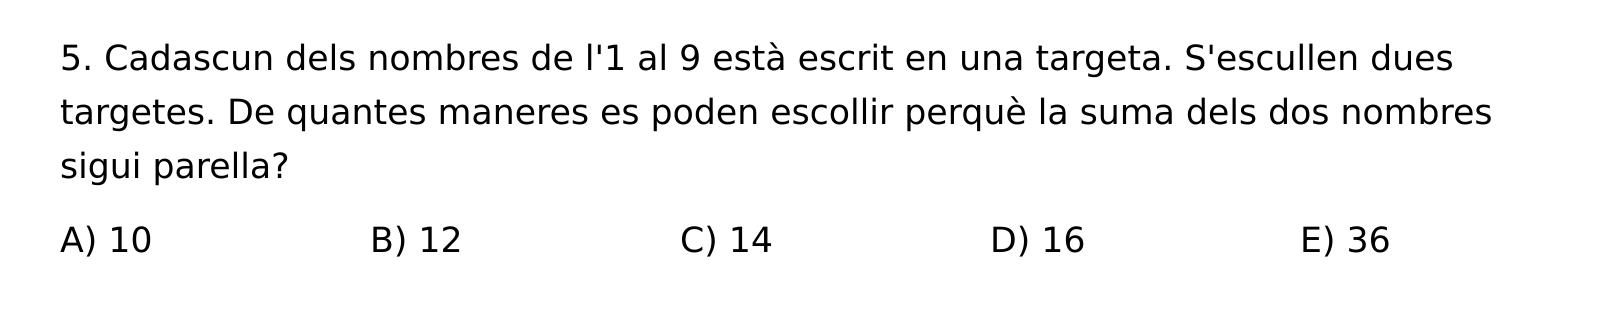 5. Cadascun dels nombres de l'1 al 9 està escrit en una targeta. S'escullen dues
targetes. De quantes maneres es poden escollir perquè la suma dels dos nombres
sigui parella?
A) 10 B) 12 C) 14 D) 16 E) 36